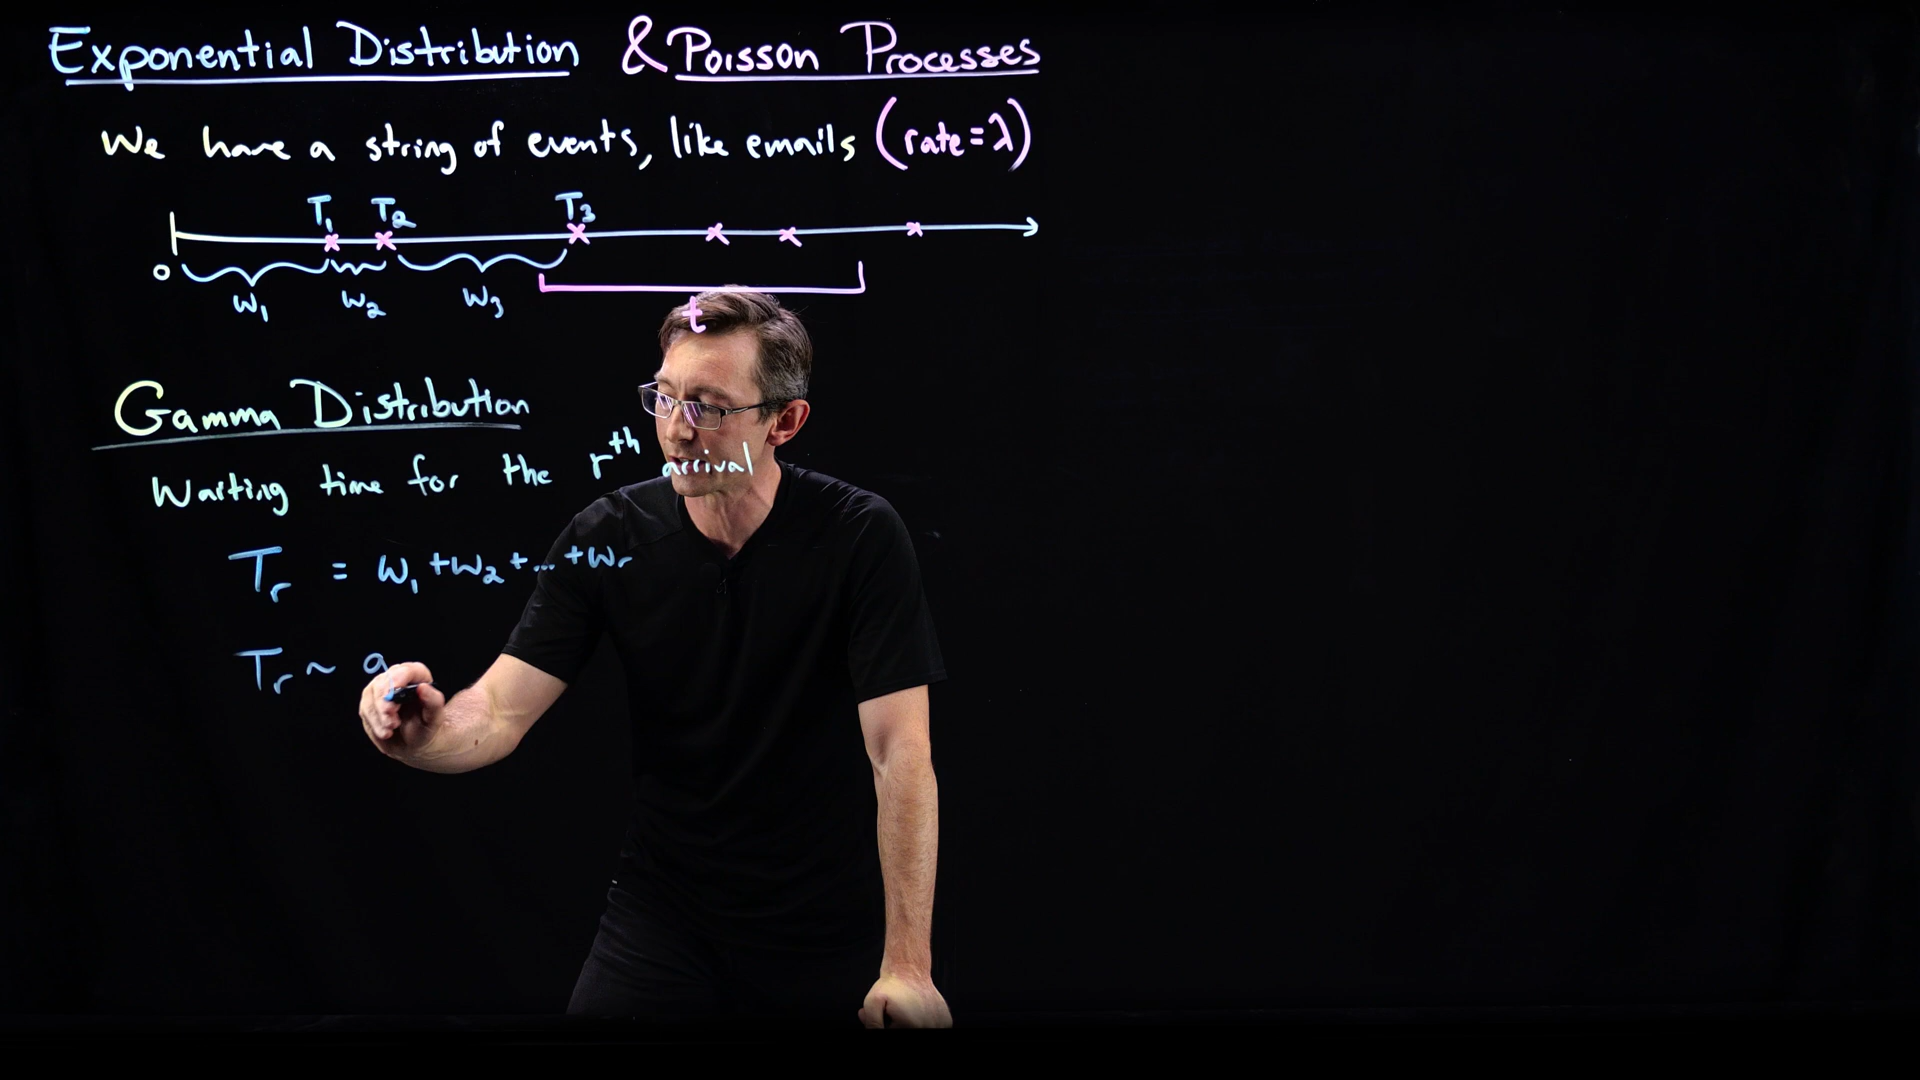 Exponential Distribution & Poisson Processes
We have a string of events, like emails (rate=λ)
T₁ T₂ T₃
0
W₁ W₂ W₃
t
Gamma Distribution
Waiting time for the rᵗʰ arrival
Tᵣ = W₁+W₂+...+Wᵣ
Tᵣ ~